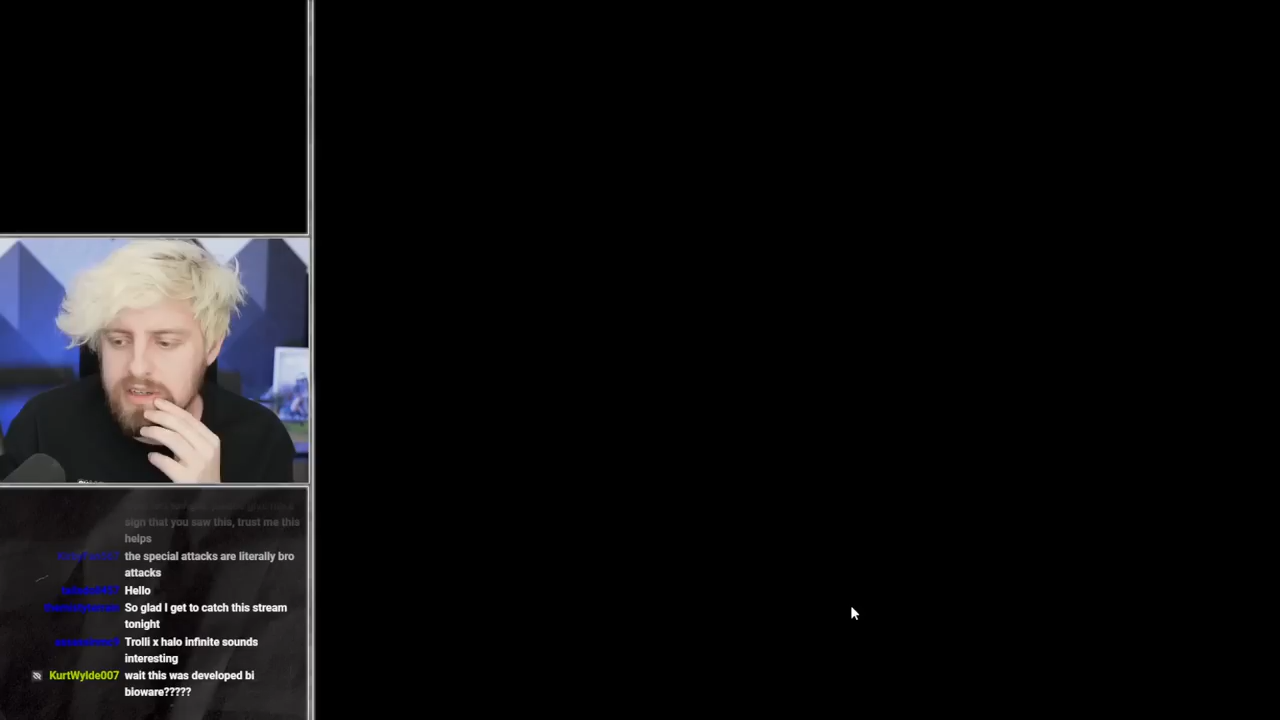 sign that you saw this, trust me this
helps
the special attacks are literally bro
attacks
Hello
So glad I get to catch this stream
tonight
Trolli x halo infinite sounds
interesting
KurtWylde007 wait this was developed bi
bioware?????